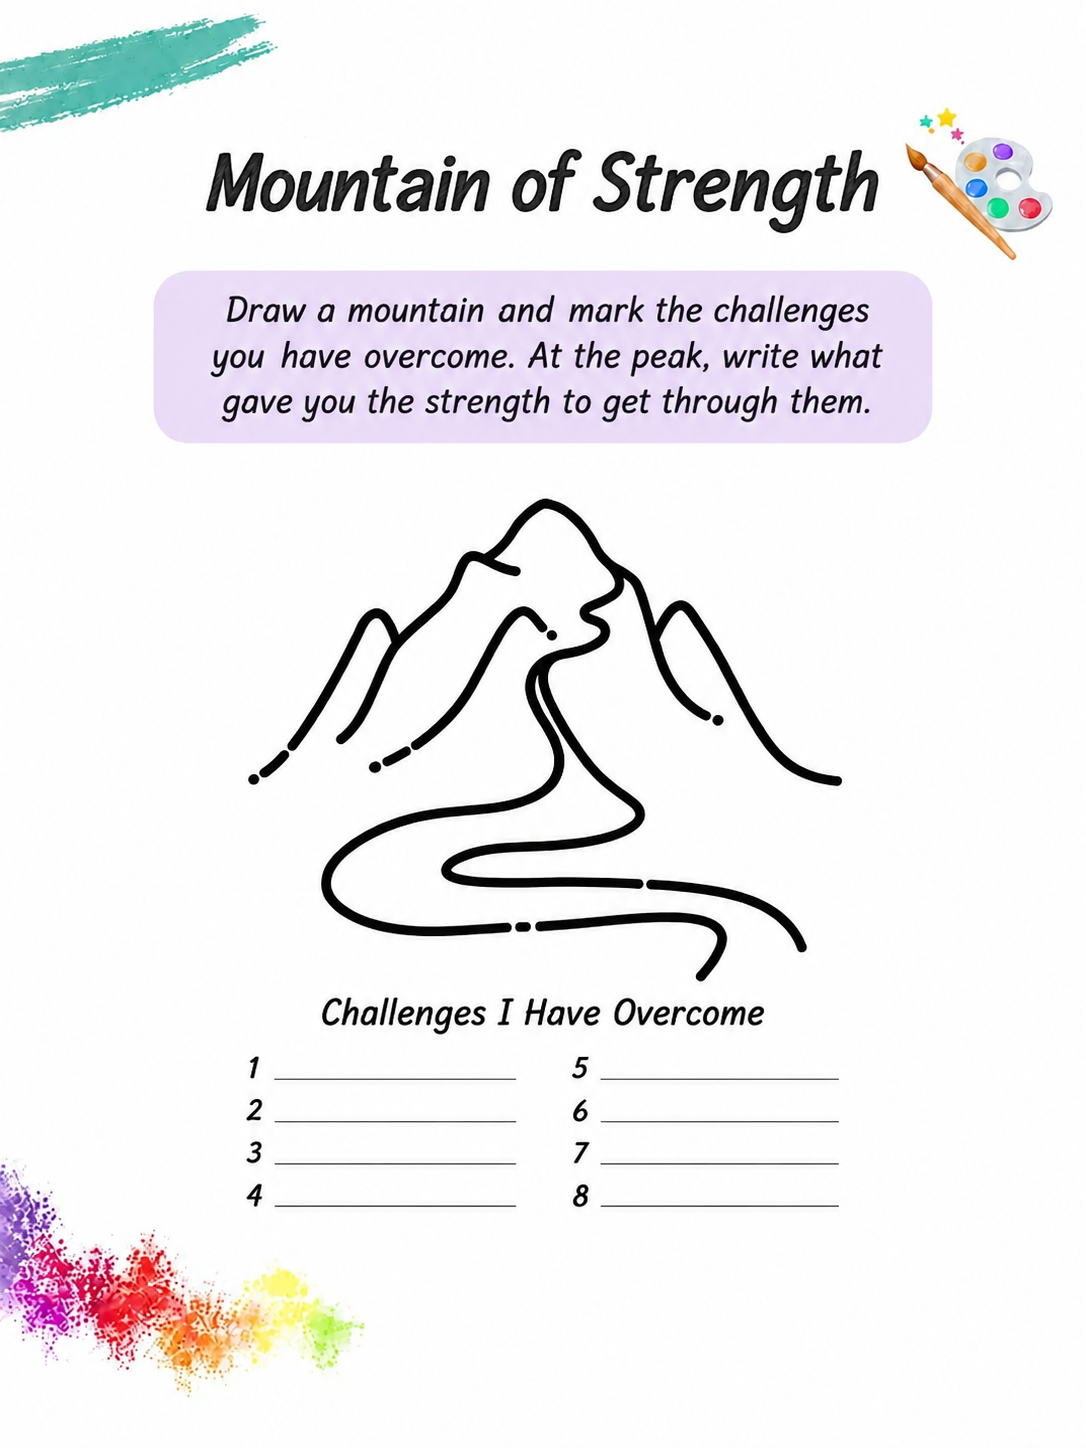 Mountain of Strength
Draw a mountain and mark the challenges
you have overcome. At the peak, write what
gave you the strength to get through them.
Challenges I Have Overcome
1
2
3
4
5
6
7
8